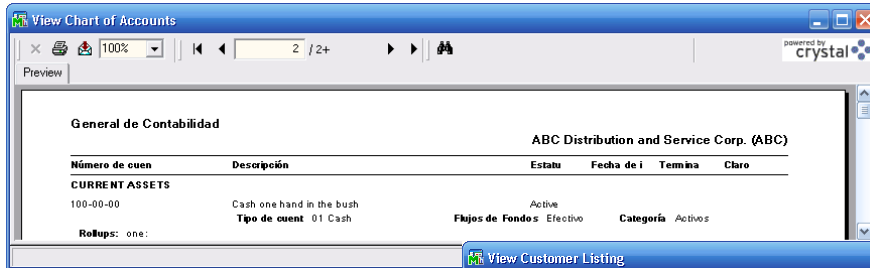 View Chart of Accounts
100% 2 / 2+ powered by crystal
Preview
General de Contabilidad
ABC Distribution and Service Corp. (ABC)
Número de cuen Descripción Estatu Fecha de i Termina Claro
CURRENT ASSETS
100-00-00 Cash one hand in the bush Active
Tipo de cuent 01 Cash Flujos de Fondos Efectivo Categoría Activos
Rollups: one:
View Customer Listing